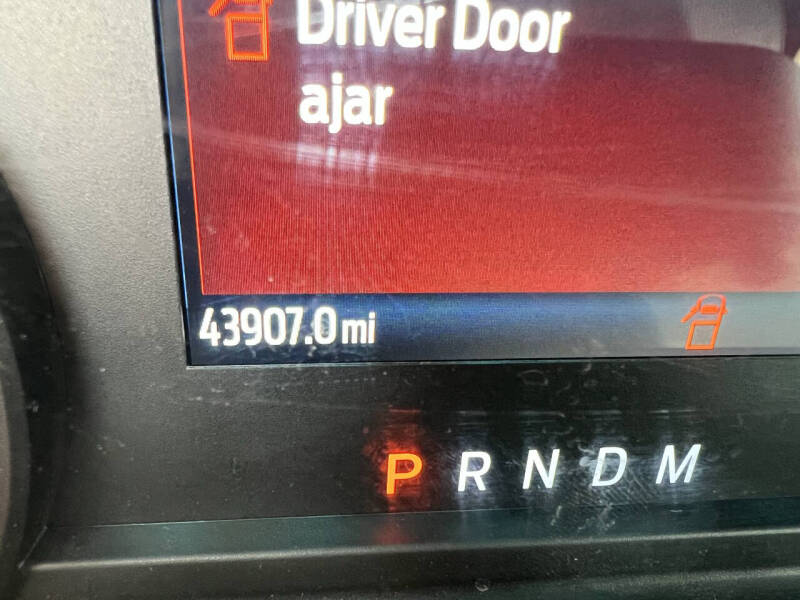 Driver Door
ajar
43907.0 mi
P R N D M